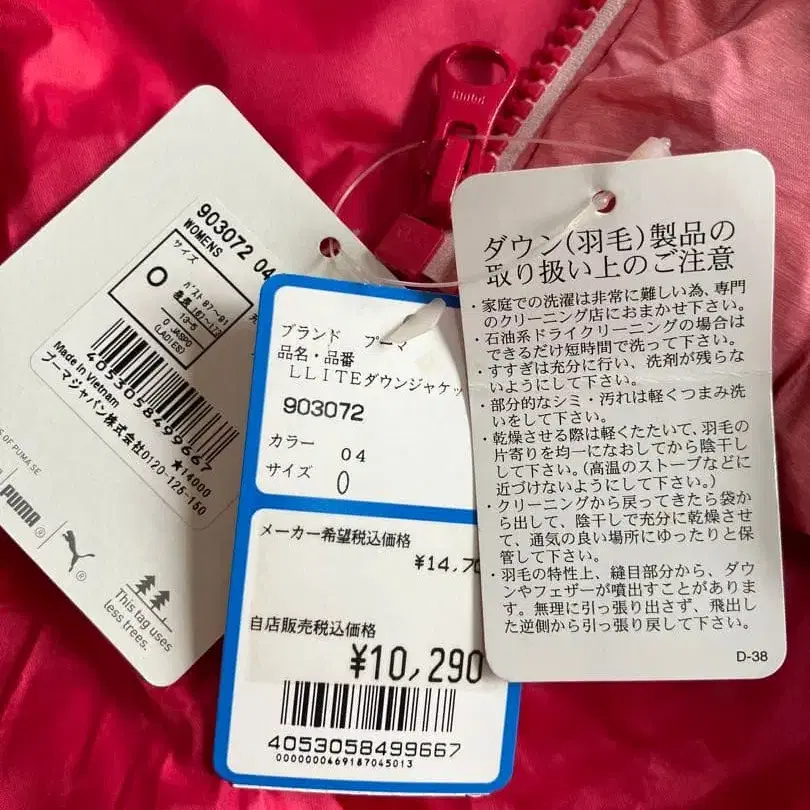 903072 04
WOMENS
サイズ
O
バスト 87~91
身長 167~172
13-5
O JASPO
(LADIES)
4053058499667
Made in Vietnam
プーマジャパン株式会社0120-125-150
★14000
S OF PUMA SE
PUMA
This tag uses
less trees.
ブランド プーマ
品名・品番
LLITEダウンジャケッ
903072
カラー 04
サイズ 0
メーカー希望税込価格
¥14,70
自店販売税込価格
¥10,290
4053058499667
0000000469187045013
ダウン(羽毛)製品の
取り扱い上のご注意
・家庭での洗濯は非常に難しい為、専門
のクリーニング店におまかせ下さい。
・石油系ドライクリーニングの場合は
できるだけ短時間で洗って下さい。
・すすぎは充分に行い、洗剤が残らな
いようにして下さい。
・部分的なシミ・汚れは軽くつまみ洗
いをして下さい。
・乾燥させる際は軽くたたいて、羽毛の
片寄りを均一になおしてから陰干し
して下さい。(高温のストーブなどに
近づけないようにして下さい。)
・クリーニングから戻ってきたら袋か
ら出して、陰干しで充分に乾燥させ
て、通気の良い場所にゆったりと保
管して下さい。
・羽毛の特性上、縫目部分から、ダウ
ンやフェザーが噴出すことがありま
す。無理に引っ張り出さず、飛出し
た逆側から引っ張り戻して下さい。
D-38